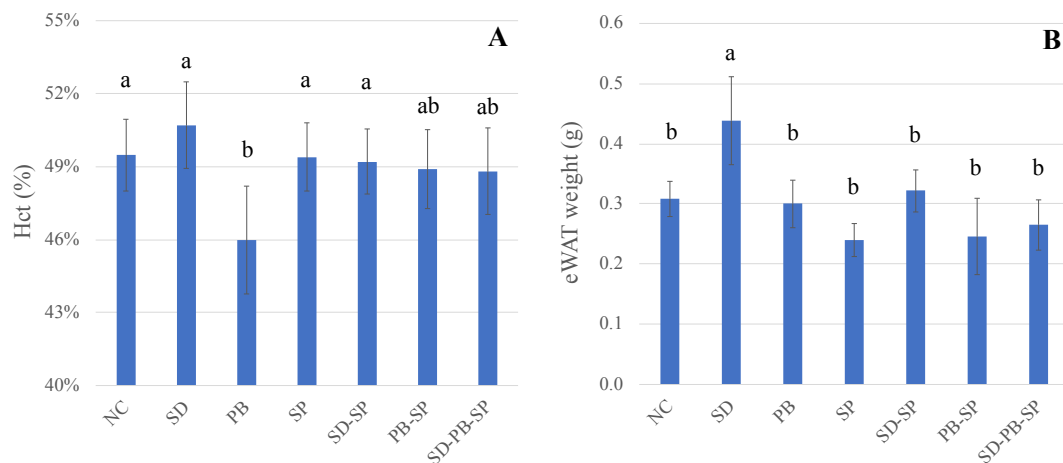 A
Hct (%)
55%
52%
49%
46%
43%
40%
a
a
b
a
a
ab
ab
NC
SD
PB
SP
SD-SP
PB-SP
SD-PB-SP
B
eWAT weight (g)
0.6
0.5
0.4
0.3
0.2
0.1
0.0
b
a
b
b
b
b
b
NC
SD
PB
SP
SD-SP
PB-SP
SD-PB-SP